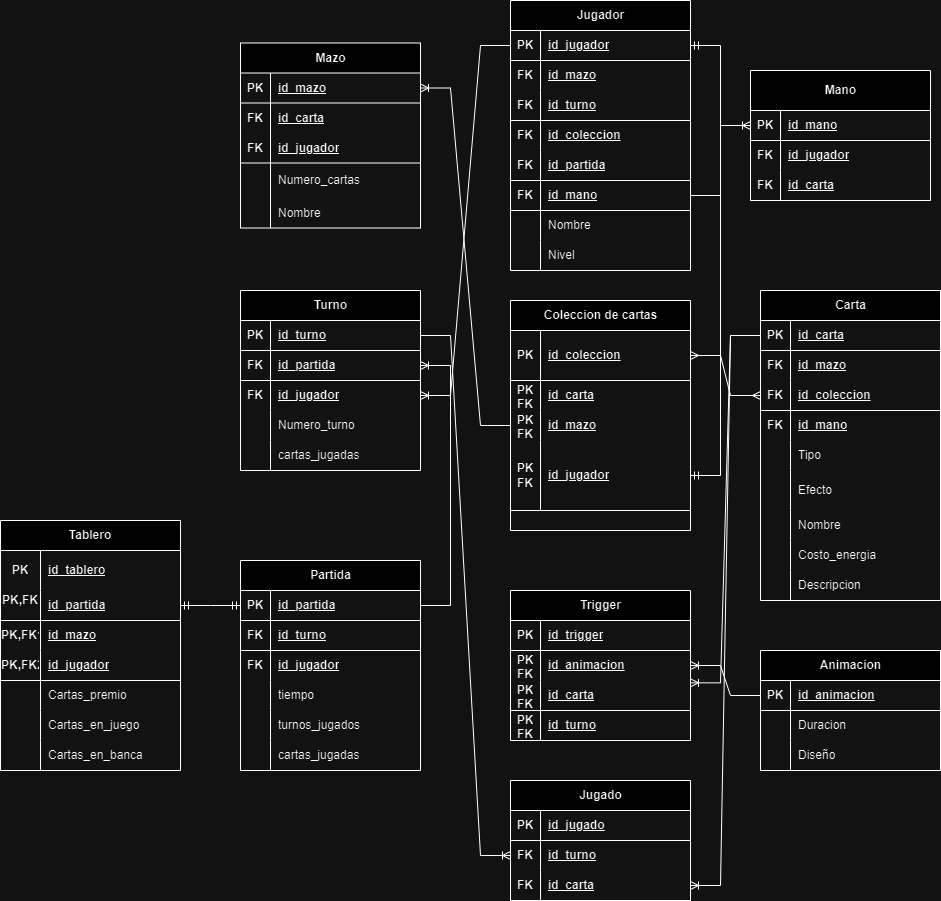 Jugador
PK id_jugador
FK id_mazo
FK id_turno
FK id_coleccion
FK id_partida
FK id_mano
Nombre
Nivel
Mazo
PK id_mazo
FK id_carta
FK id_jugador
Numero_cartas
Nombre
Mano
PK id_mano
FK id_jugador
FK id_carta
Turno
PK id_turno
FK id_partida
FK id_jugador
Numero_turno
cartas_jugadas
Coleccion de cartas
PK id_coleccion
PK
FK id_carta
PK
FK id_mazo
PK
FK id_jugador
Carta
PK id_carta
FK id_mazo
FK id_coleccion
FK id_mano
Tipo
Efecto
Nombre
Costo_energia
Descripcion
Tablero
PK id_tablero
PK,FK id_partida
PK,FK id_mazo
PK,FK id_jugador
Cartas_premio
Cartas_en_juego
Cartas_en_banca
Partida
PK id_partida
FK id_turno
FK id_jugador
tiempo
turnos_jugados
cartas_jugadas
Trigger
PK id_trigger
PK
FK id_animacion
PK
FK id_carta
PK
FK id_turno
Animacion
PK id_animacion
Duracion
Diseño
Jugado
PK id_jugado
FK id_turno
FK id_carta